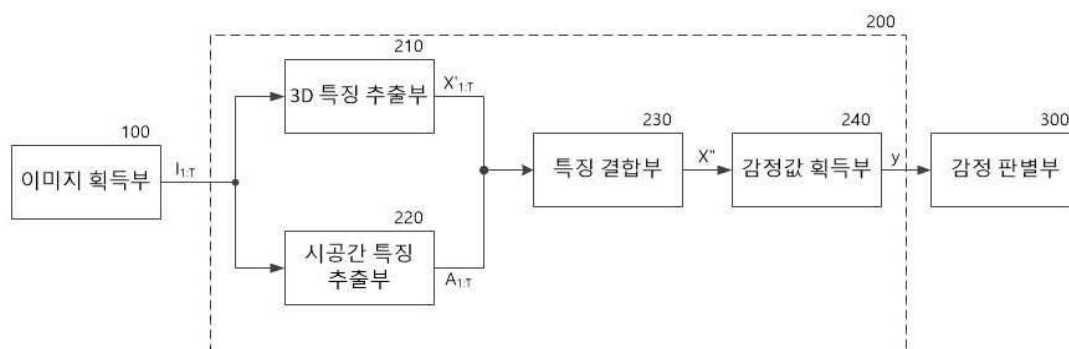 200
210
3D 특징 추출부
X'1:T
100
이미지 획득부
I1:T
230
특징 결합부
X"
240
감정값 획득부
y
300
감정 판별부
220
시공간 특징
추출부
A1:T